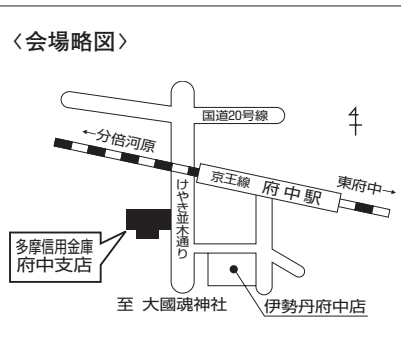 〈会場略図〉
国道20号線
←分倍河原
京王線 府中駅
東府中→
けやき並木通り
多摩信用金庫
府中支店
至 大國魂神社
伊勢丹府中店